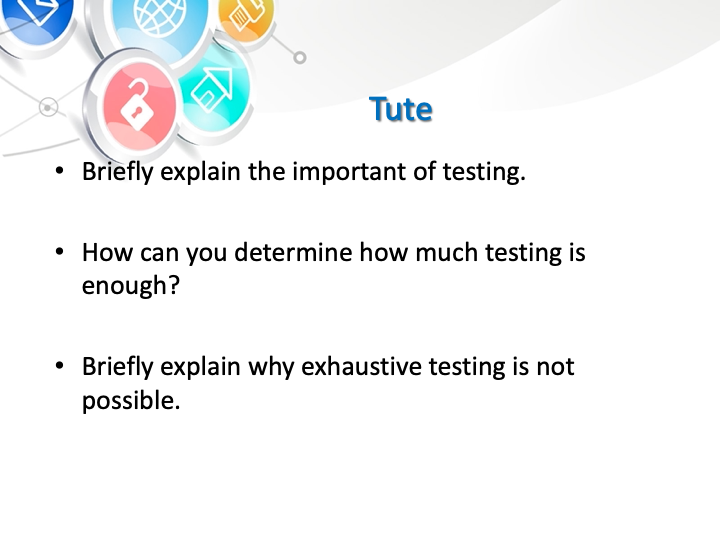 Tute
• Briefly explain the important of testing.
• How can you determine how much testing is
enough?
• Briefly explain why exhaustive testing is not
possible.